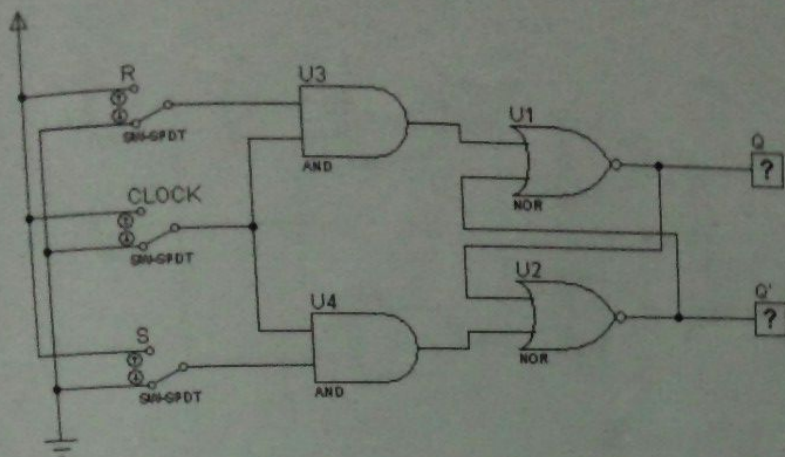 R
SW-SPDT
U3
AND
U1
NOR
Q
?
CLOCK
SW-SPDT
U4
AND
U2
NOR
Q'
?
S
SW-SPDT